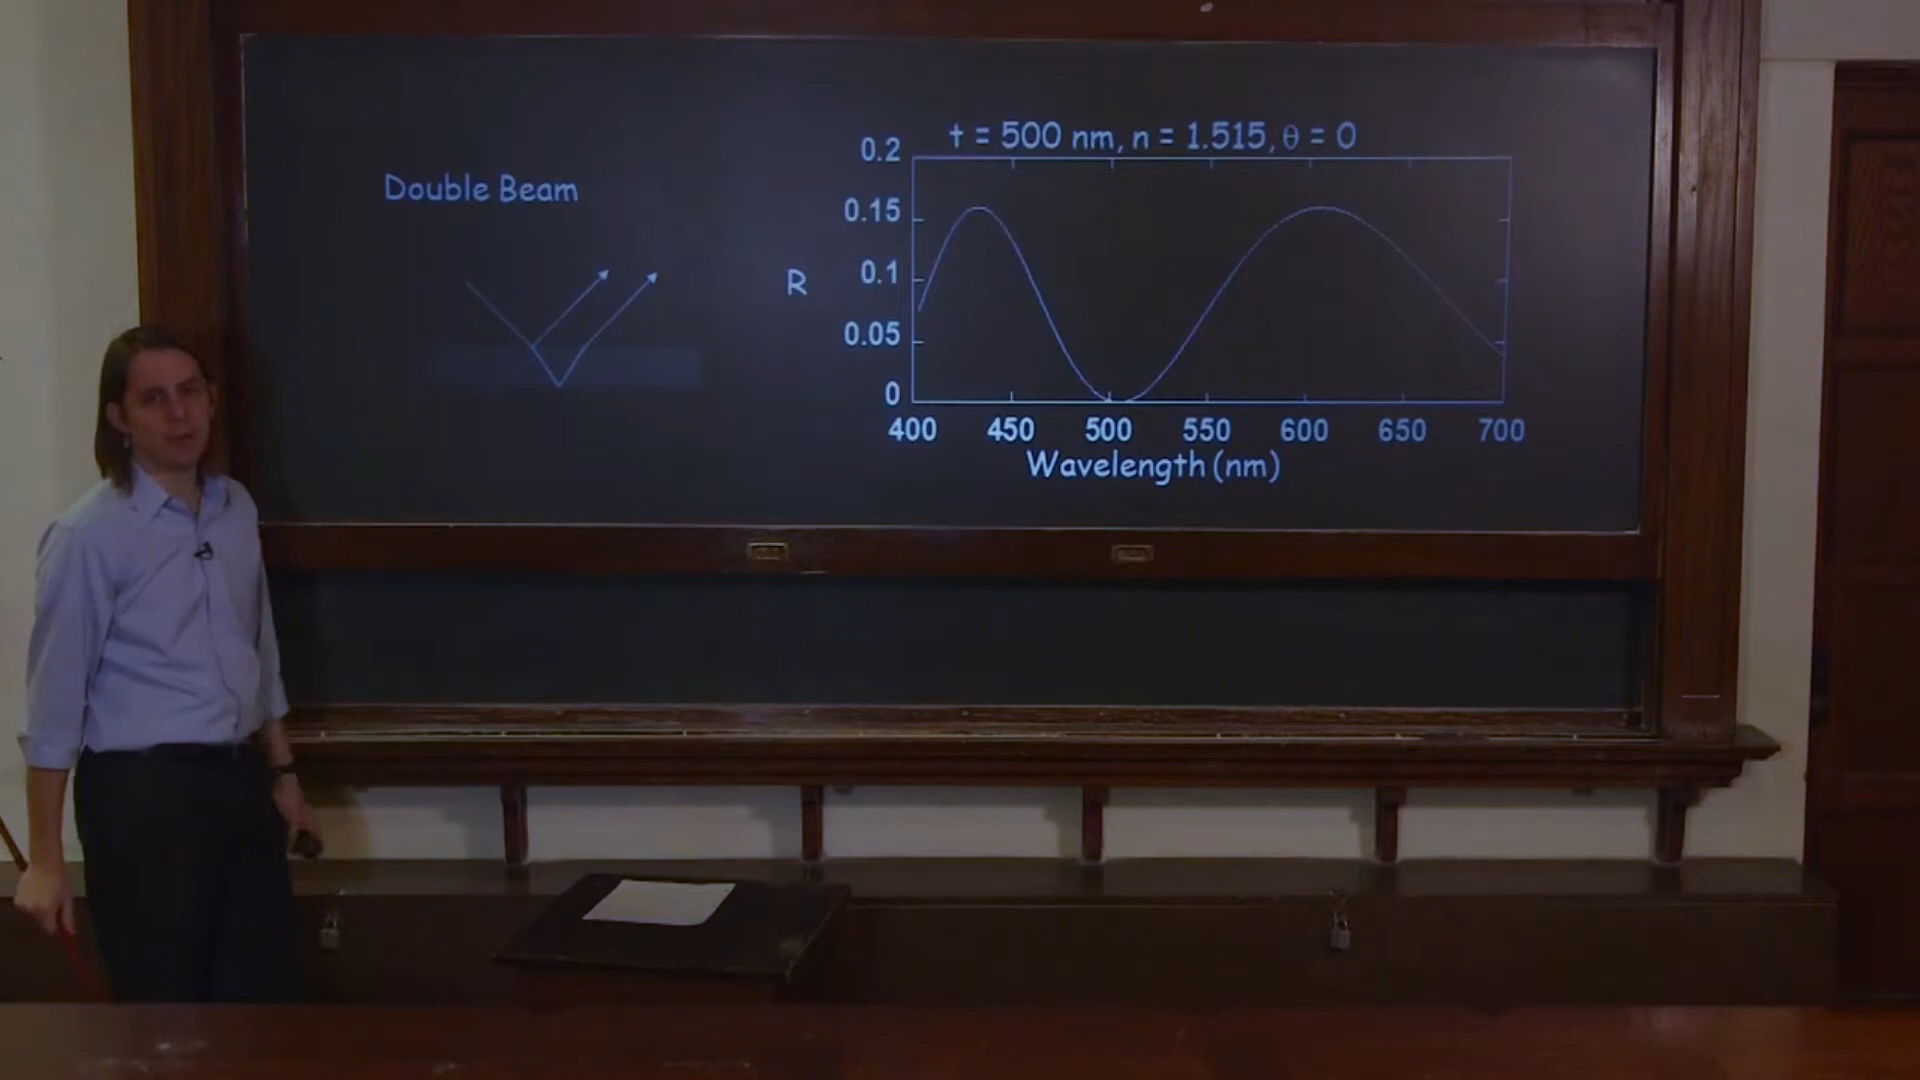 Double Beam
t = 500 nm, n = 1.515, θ = 0
0.2
0.15
0.1
0.05
0
R
400 450 500 550 600 650 700
Wavelength (nm)